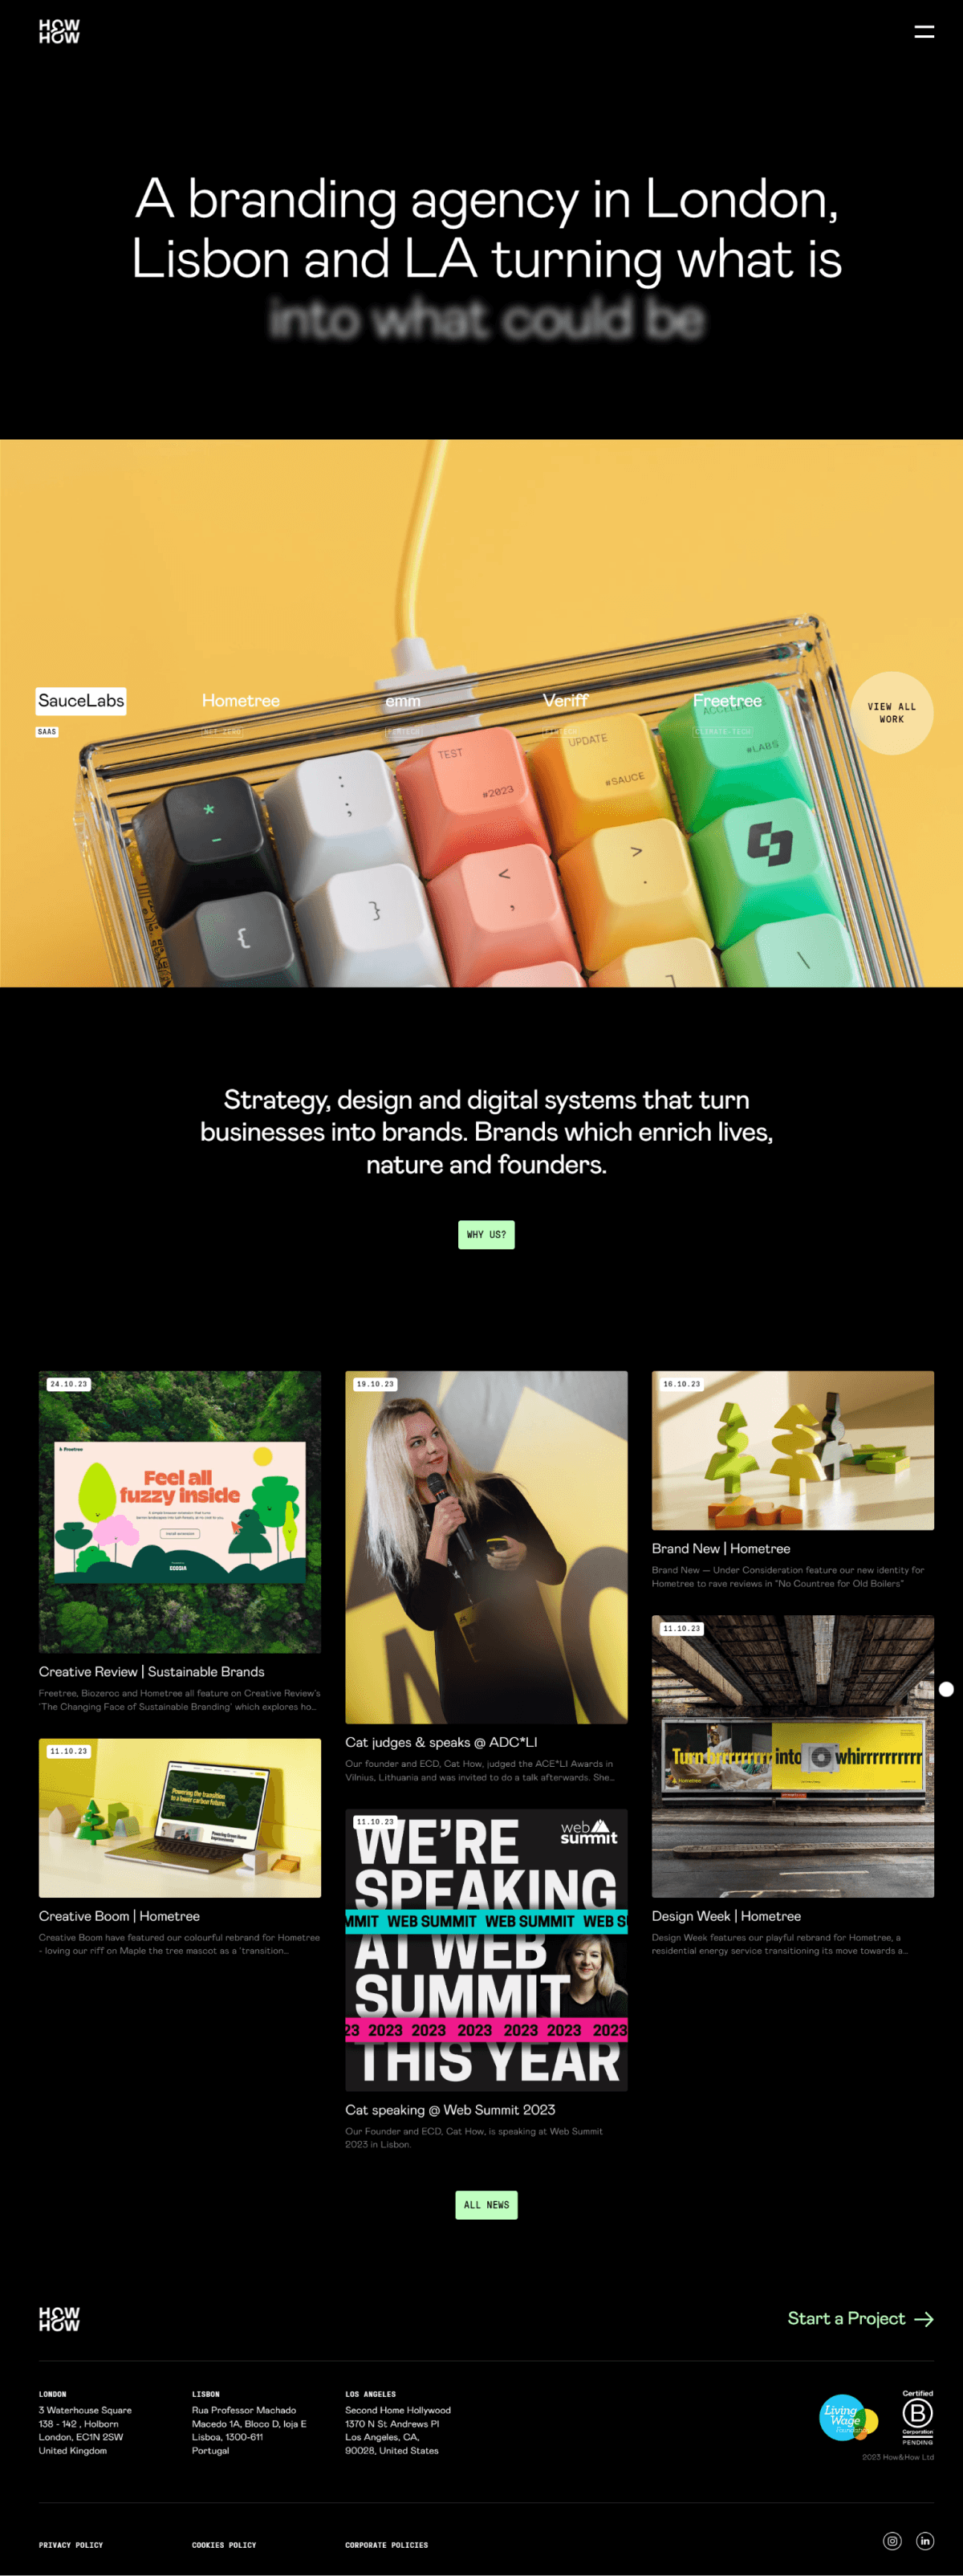 HOW
HOW
A branding agency in London,
Lisbon and LA turning what is
into what could be
SauceLabs
SAAS
Hometree
NET ZERO
emm
FEMTECH
Veriff
Freetree
CLIMATE-TECH
VIEW ALL
WORK
ACCELE
TEST
#2023
UPDATE
#SAUCE
#LABS
*
–
:
;
<
,
>
.
{
}
]
\
Strategy, design and digital systems that turn
businesses into brands. Brands which enrich lives,
nature and founders.
WHY US?
24.10.23
Freetree
Feel all
fuzzy inside
ECOSIA
Creative Review | Sustainable Brands
Freetree, Biozeroc and Hometree all feature on Creative Review's
'The Changing Face of Sustainable Branding' which explores ho...
11.10.23
Powering the transition
to a lower carbon future.
Creative Boom | Hometree
Creative Boom have featured our colourful rebrand for Hometree
- loving our riff on Maple the tree mascot as a 'transition...
19.10.23
Cat judges & speaks @ ADC*LI
Our founder and ECD, Cat How, judged the ACE*LI Awards in
Vilnius, Lithuania and was invited to do a talk afterwards. She...
11.10.23
web
summit
WE'RE
SPEAKING
MMIT WEB SUMMIT WEB SUMMIT WEB S
AT WEB
SUMMIT
23 2023 2023 2023 2023 2023 2023
THIS YEAR
Cat speaking @ Web Summit 2023
Our Founder and ECD, Cat How, is speaking at Web Summit
2023 in Lisbon.
16.10.23
Brand New | Hometree
Brand New — Under Consideration feature our new identity for
Hometree to rave reviews in "No Countree for Old Boilers"
11.10.23
Turn brrrrrrrrr into whirrrrrrrrrr
Hometree
Design Week | Hometree
Design Week features our playful rebrand for Hometree, a
residential energy service transitioning its move towards a...
ALL NEWS
HOW
HOW
Start a Project
LONDON
3 Waterhouse Square
138 - 142 , Holborn
London, EC1N 2SW
United Kingdom
LISBON
Rua Professor Machado
Macedo 1A, Bloco D, loja E
Lisboa, 1300-611
Portugal
LOS ANGELES
Second Home Hollywood
1370 N St Andrews Pl
Los Angeles, CA,
90028, United States
Living
Wage
Foundation
Certified
B
Corporation
PENDING
2023 How&How Ltd
PRIVACY POLICY
COOKIES POLICY
CORPORATE POLICIES
in